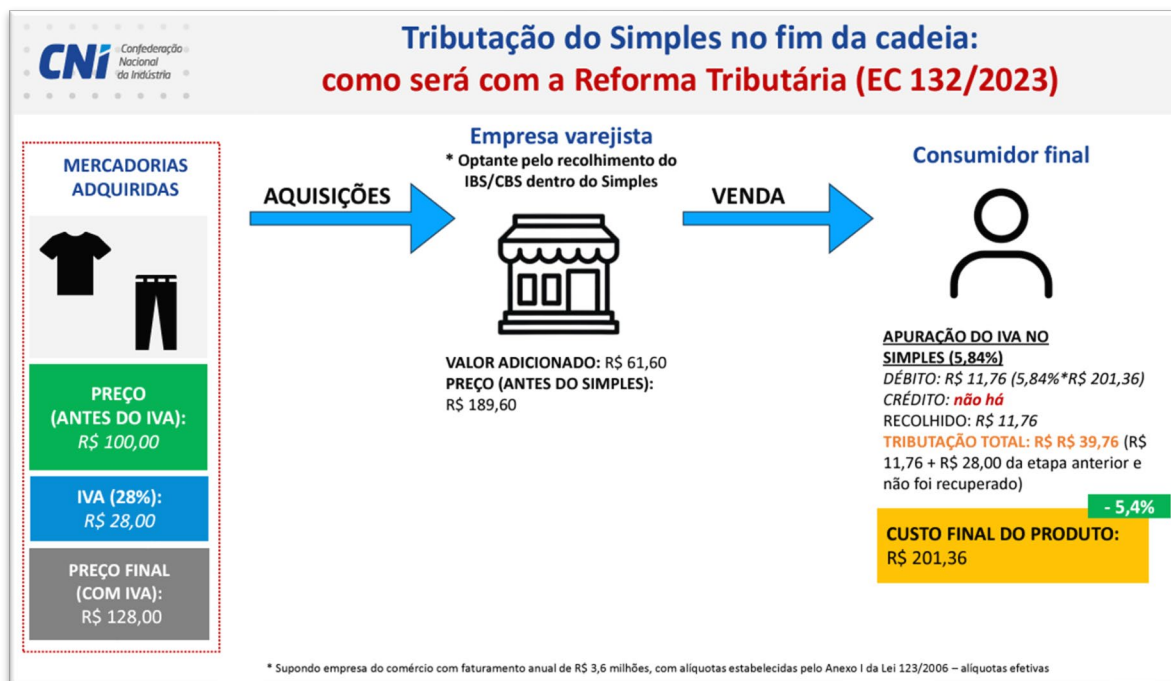 CNI Confederação
Nacional
da Indústria
Tributação do Simples no fim da cadeia:
como será com a Reforma Tributária (EC 132/2023)
MERCADORIAS
ADQUIRIDAS
PREÇO
(ANTES DO IVA):
R$ 100,00
IVA (28%):
R$ 28,00
PREÇO FINAL
(COM IVA):
R$ 128,00
AQUISIÇÕES
Empresa varejista
* Optante pelo recolhimento do
IBS/CBS dentro do Simples
VALOR ADICIONADO: R$ 61,60
PREÇO (ANTES DO SIMPLES):
R$ 189,60
VENDA
Consumidor final
APURAÇÃO DO IVA NO
SIMPLES (5,84%)
DÉBITO: R$ 11,76 (5,84%*R$ 201,36)
CRÉDITO: não há
RECOLHIDO: R$ 11,76
TRIBUTAÇÃO TOTAL: R$ R$ 39,76 (R$
11,76 + R$ 28,00 da etapa anterior e
não foi recuperado)
- 5,4%
CUSTO FINAL DO PRODUTO:
R$ 201,36
* Supondo empresa do comércio com faturamento anual de R$ 3,6 milhões, com alíquotas estabelecidas pelo Anexo I da Lei 123/2006 – alíquotas efetivas